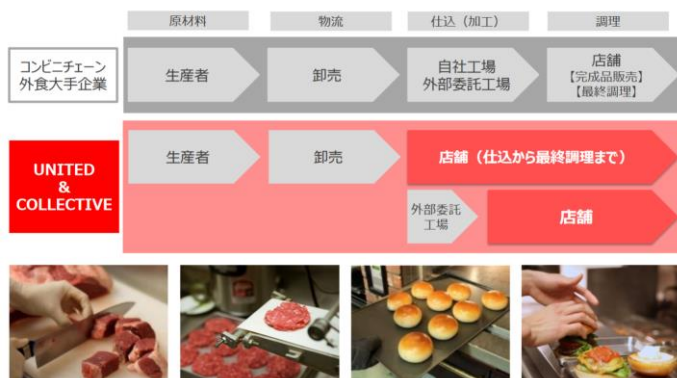 原材料
物流
仕込（加工）
調理
コンビニチェーン
外食大手企業
生産者
卸売
自社工場
外部委託工場
店舗
【完成品販売】
【最終調理】
UNITED
&
COLLECTIVE
生産者
卸売
店舗（仕込から最終調理まで）
外部委託
工場
店舗